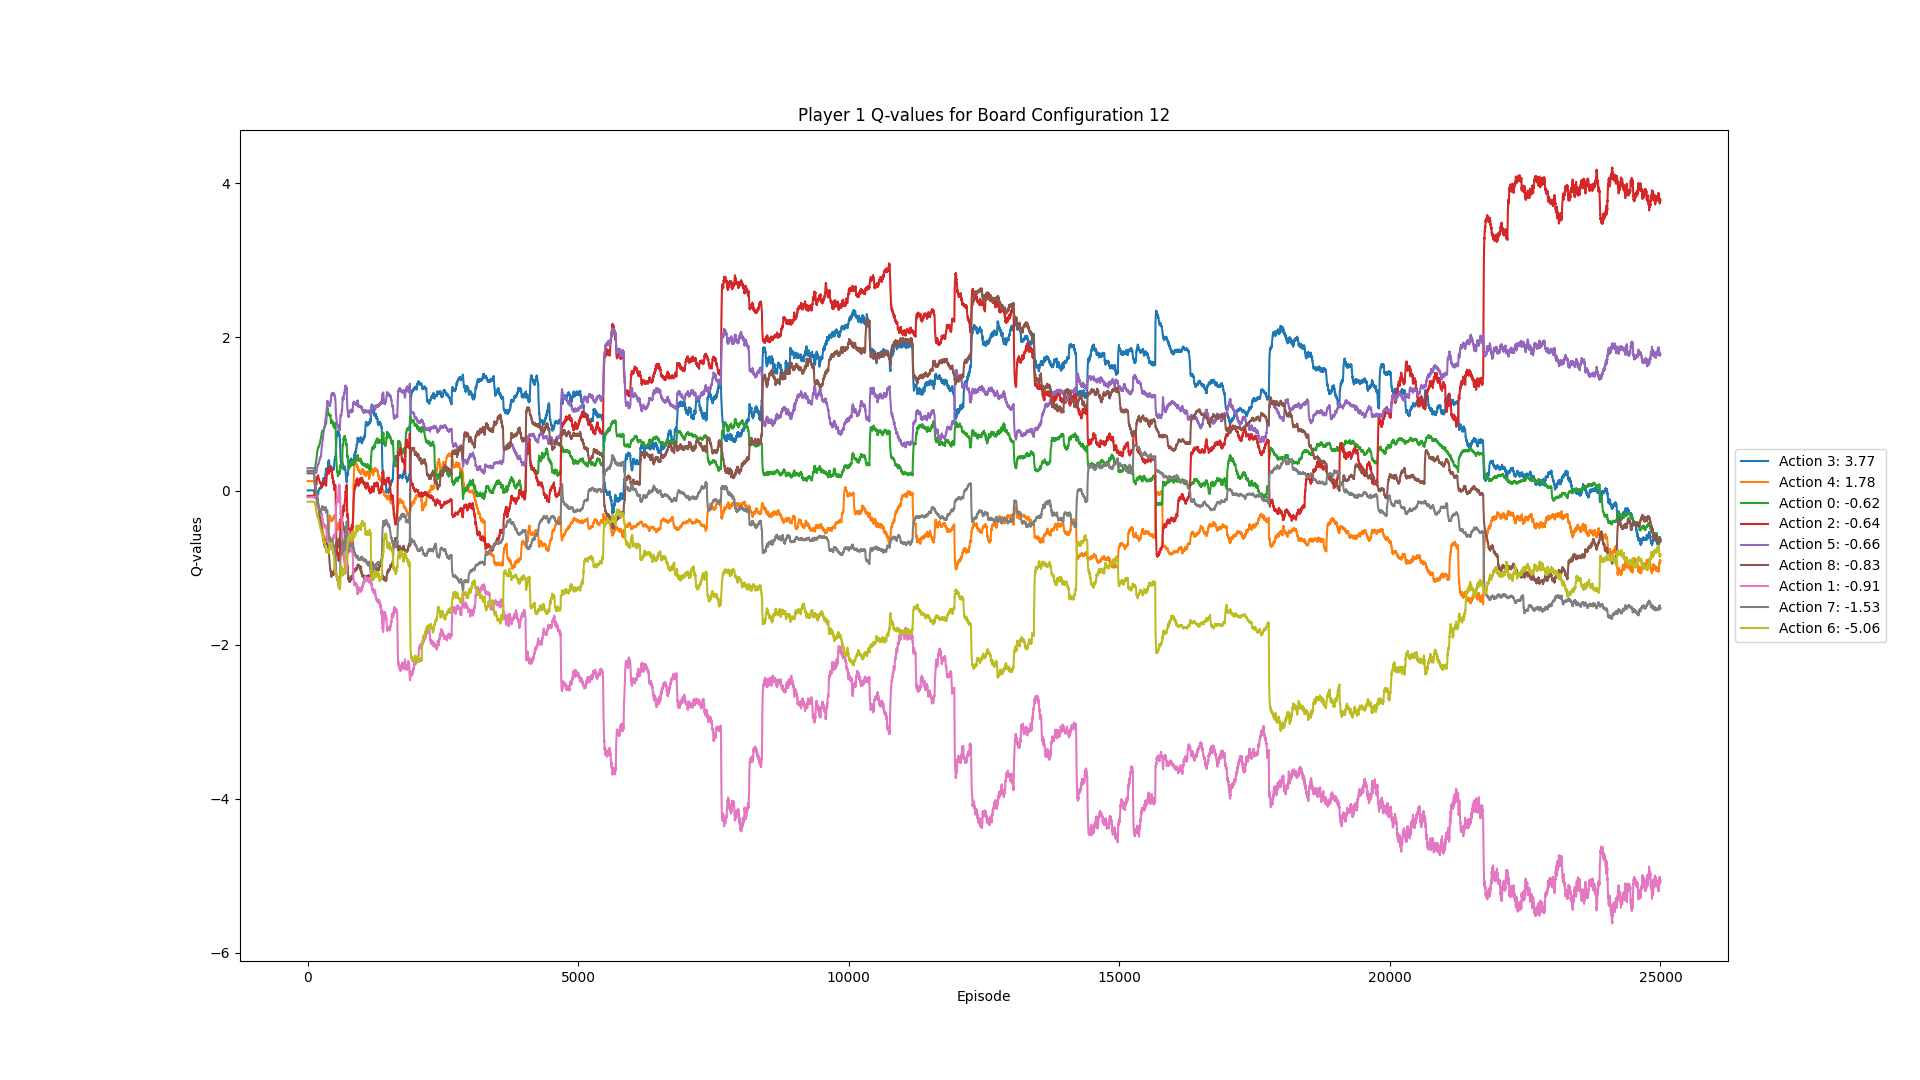 Player 1 Q-values for Board Configuration 12
4
2
0
−2
−4
−6
Q-values
0 5000 10000 15000 20000 25000
Episode
Action 3: 3.77
Action 4: 1.78
Action 0: -0.62
Action 2: -0.64
Action 5: -0.66
Action 8: -0.83
Action 1: -0.91
Action 7: -1.53
Action 6: -5.06